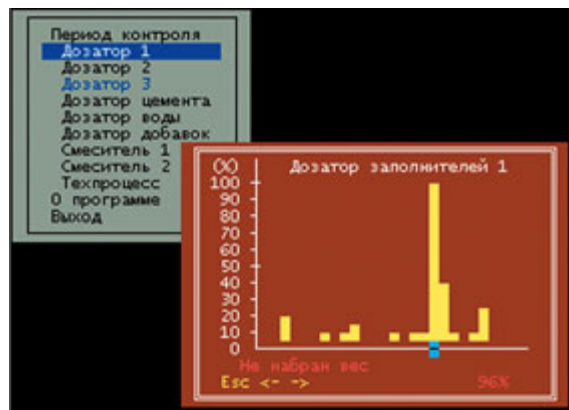 Период контроля
Дозатор 1
Дозатор 2
Дозатор 3
Дозатор цемента
Дозатор воды
Дозатор добавок
Смеситель 1
Смеситель 2
Техпроцесс
О программе
Выход
(%) Дозатор заполнителей 1
100
90
80
70
60
50
40
30
20
10
0
Не набран вес
Esc <- -> 96%